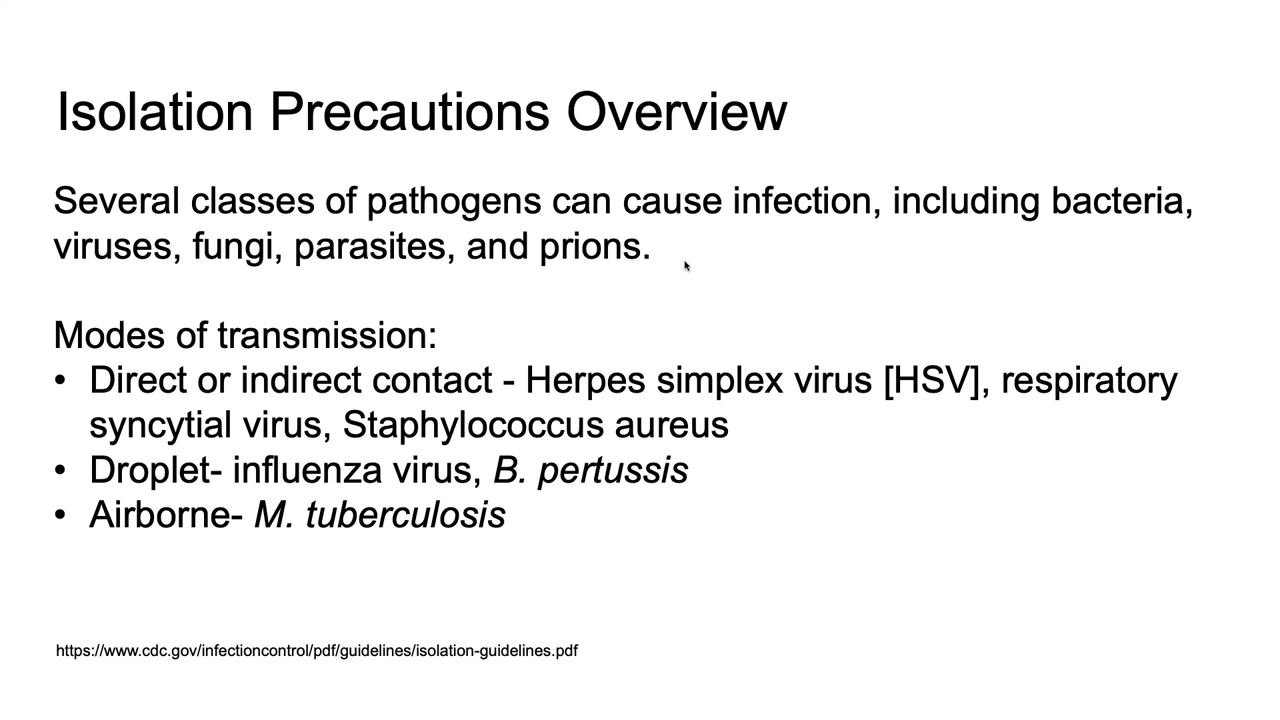 Isolation Precautions Overview
Several classes of pathogens can cause infection, including bacteria,
viruses, fungi, parasites, and prions.
Modes of transmission:
• Direct or indirect contact - Herpes simplex virus [HSV], respiratory
syncytial virus, Staphylococcus aureus
• Droplet- influenza virus, B. pertussis
• Airborne- M. tuberculosis
https://www.cdc.gov/infectioncontrol/pdf/guidelines/isolation-guidelines.pdf